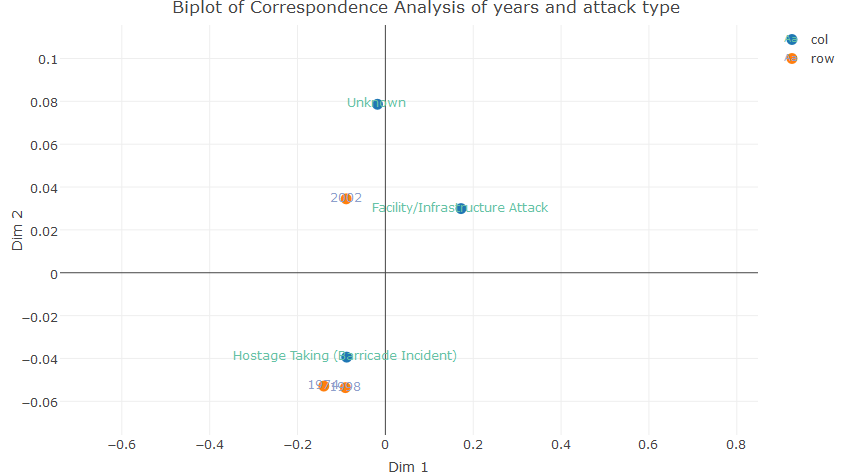 Biplot of Correspondence Analysis of years and attack type
col
row
0.1
0.08
0.06
0.04
0.02
0
−0.02
−0.04
−0.06
Dim 2
Unknown
2002
Facility/Infrastructure Attack
Hostage Taking (Barricade Incident)
1974
−0.6
−0.4
−0.2
0
0.2
0.4
0.6
0.8
Dim 1